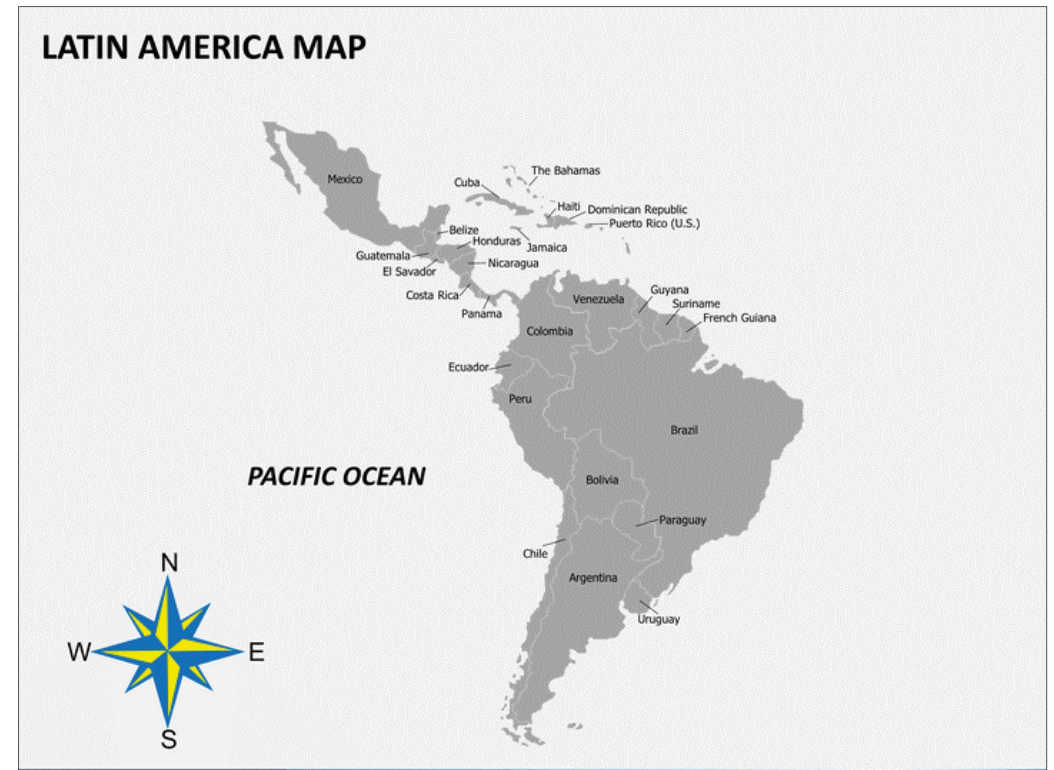 LATIN AMERICA MAP
Mexico
The Bahamas
Cuba
Haiti
Dominican Republic
Puerto Rico (U.S.)
Belize
Honduras
Jamaica
Guatemala
El Savador
Nicaragua
Costa Rica
Panama
Venezuela
Guyana
Suriname
French Guiana
Colombia
Ecuador
Peru
Brazil
PACIFIC OCEAN
Bolivia
Paraguay
Chile
Argentina
Uruguay
N
W
E
S